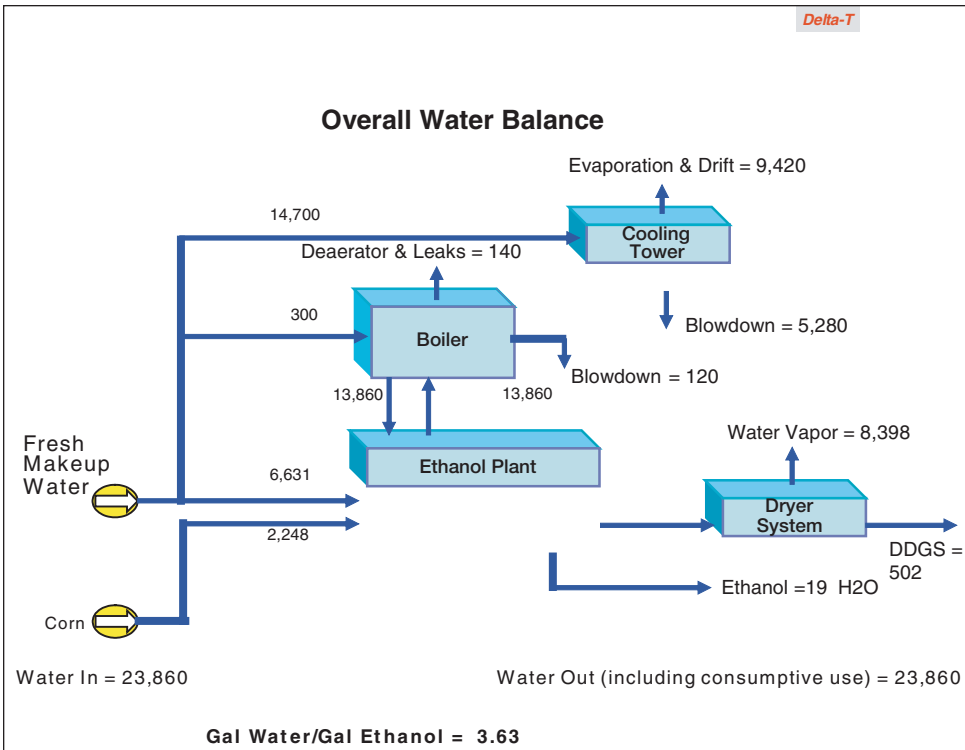 Delta-T
Overall Water Balance
Evaporation & Drift = 9,420
14,700
Cooling
Tower
Deaerator & Leaks = 140
300
Boiler
Blowdown = 5,280
Blowdown = 120
13,860
13,860
Fresh
Makeup
Water
Water Vapor = 8,398
6,631
Ethanol Plant
2,248
Dryer
System
DDGS =
502
Ethanol =19 H2O
Corn
Water In = 23,860
Water Out (including consumptive use) = 23,860
Gal Water/Gal Ethanol = 3.63